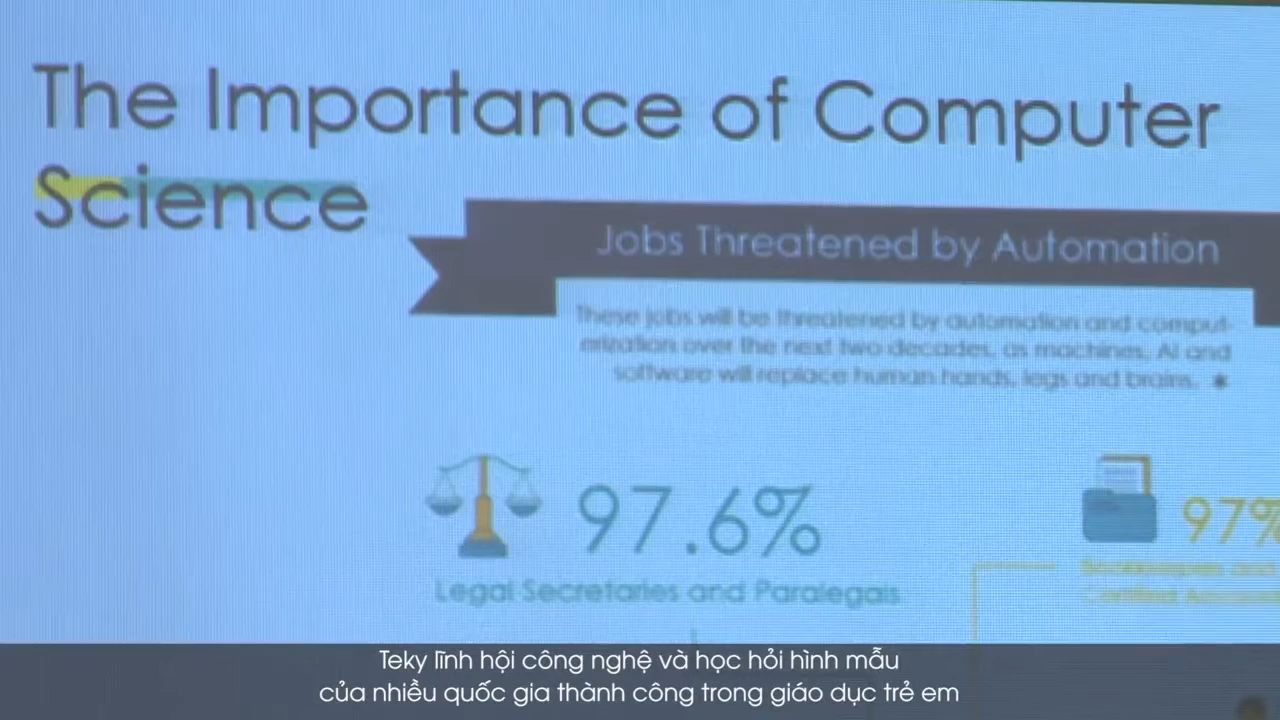 The Importance of Computer
Science
Jobs Threatened by Automation
These jobs will be threatened by automation and comput-
erization over the next two decades, as machines, AI and
software will replace human hands, legs and brains. *
97.6%
Legal Secretaries and Paralegals
97%
Bookkeepers and
Certified
Teky lĩnh hội công nghệ và học hỏi hình mẫu
của nhiều quốc gia thành công trong giáo dục trẻ em